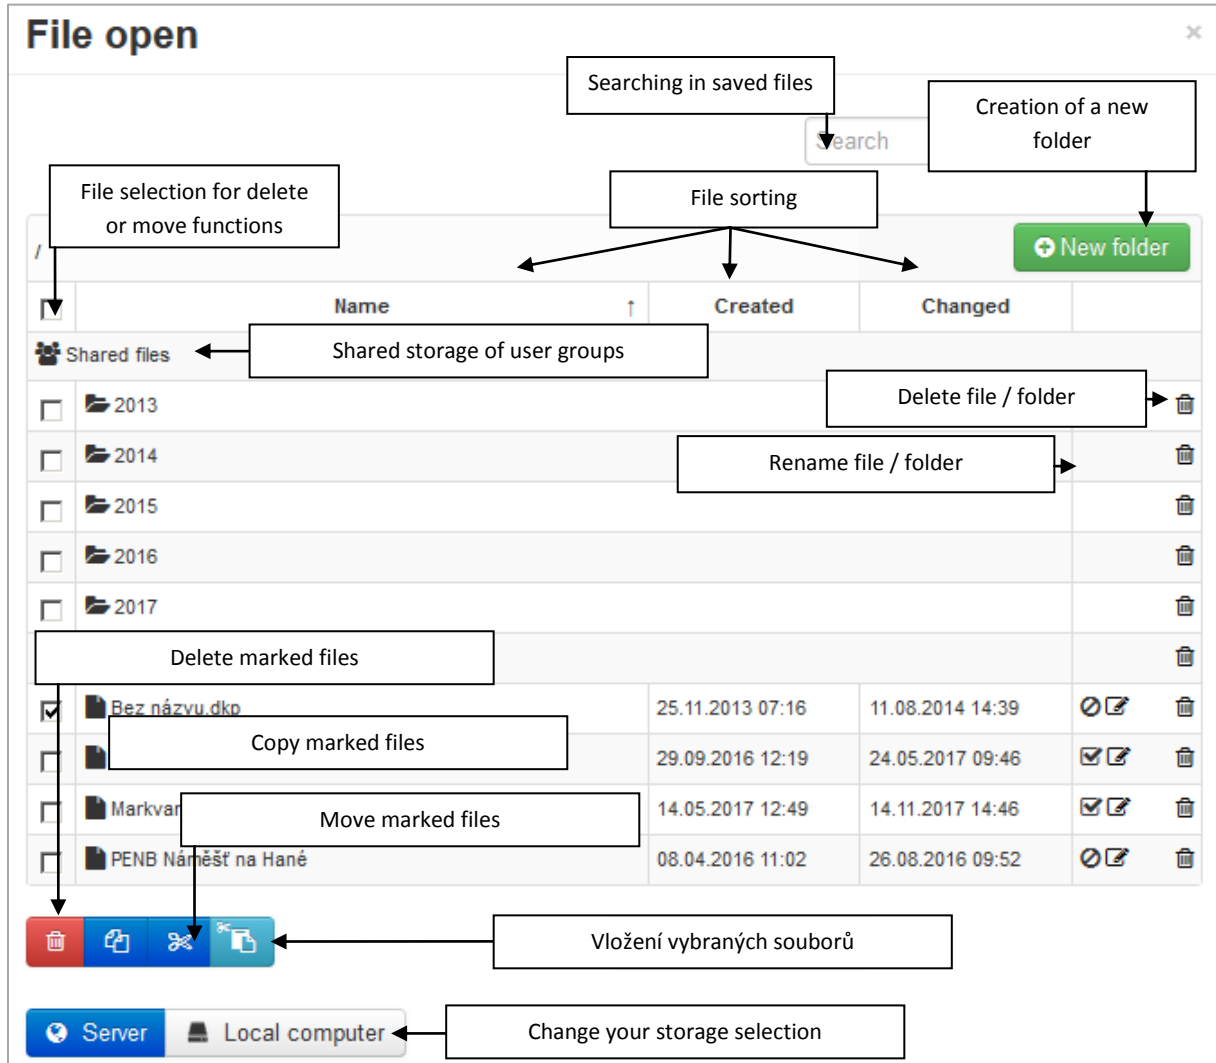 File open
×
Searching in saved files
Creation of a new
folder
Search
File selection for delete
or move functions
File sorting
/
New folder
Name ↑ Created Changed
Shared files
Shared storage of user groups
2013
Delete file / folder
2014
Rename file / folder
2015
2016
2017
Delete marked files
Bez názvu.dkp 25.11.2013 07:16 11.08.2014 14:39
Copy marked files
29.09.2016 12:19 24.05.2017 09:46
Move marked files
14.05.2017 12:49 14.11.2017 14:46
PENB Náměšť na Hané 08.04.2016 11:02 26.08.2016 09:52
Vložení vybraných souborů
Server Local computer
Change your storage selection